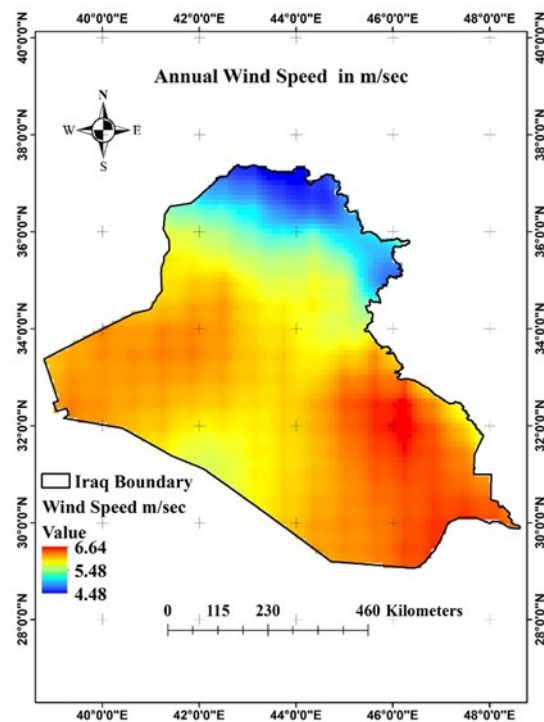 40°0'0"E 42°0'0"E 44°0'0"E 46°0'0"E 48°0'0"E
Annual Wind Speed in m/sec
N
W E
S
40°0'0"N 40°0'0"N
38°0'0"N 38°0'0"N
36°0'0"N 36°0'0"N
34°0'0"N 34°0'0"N
32°0'0"N 32°0'0"N
30°0'0"N 30°0'0"N
28°0'0"N 28°0'0"N
Iraq Boundary
Wind Speed m/sec
Value
6.64
5.48
4.48
0 115 230 460 Kilometers
40°0'0"E 42°0'0"E 44°0'0"E 46°0'0"E 48°0'0"E